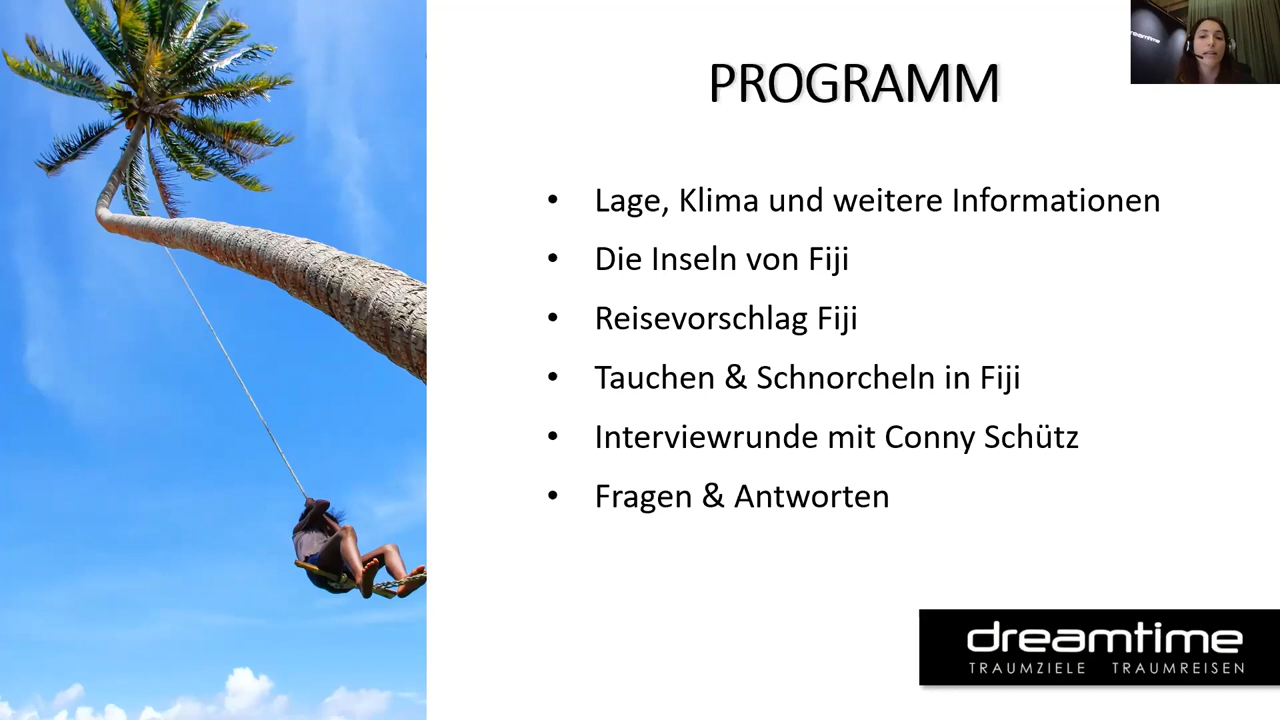 PROGRAMM
dreamtime
• Lage, Klima und weitere Informationen
• Die Inseln von Fiji
• Reisevorschlag Fiji
• Tauchen & Schnorcheln in Fiji
• Interviewrunde mit Conny Schütz
• Fragen & Antworten
dreamtime
TRAUMZIELE TRAUMREISEN